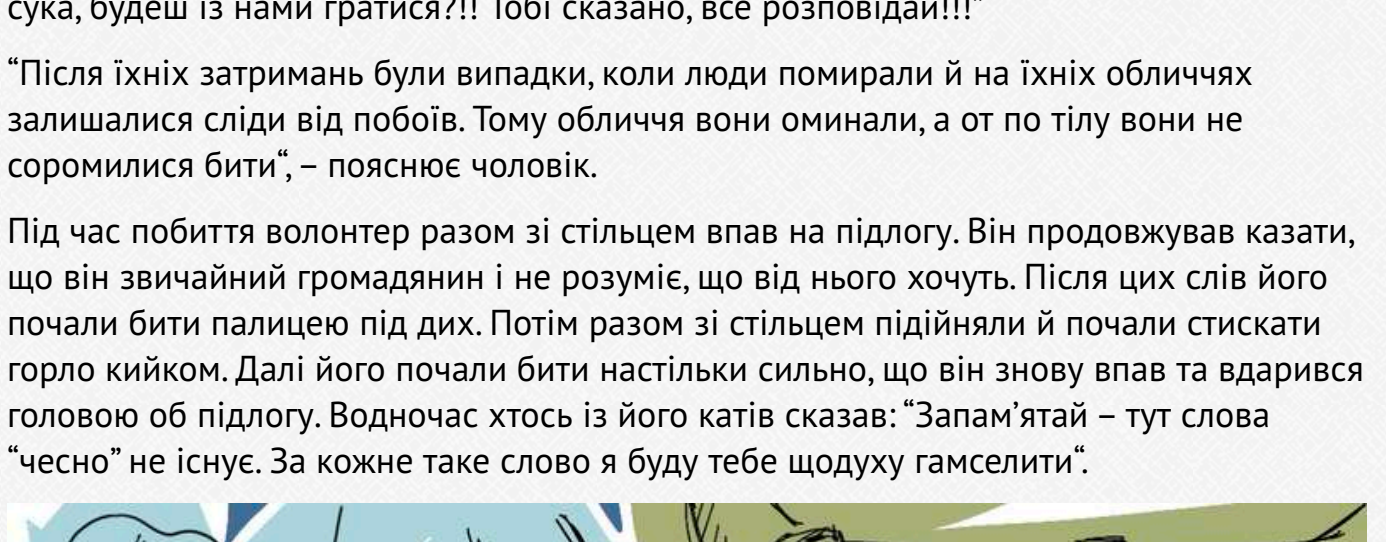 сука, будеш із нами гратися?!! Тобі сказано, все розповідай!!!”
“Після їхніх затримань були випадки, коли люди помирали й на їхніх обличчях
залишалися сліди від побоїв. Тому обличчя вони оминали, а от по тілу вони не
соромилися бити“, – пояснює чоловік.
Під час побиття волонтер разом зі стільцем впав на підлогу. Він продовжував казати,
що він звичайний громадянин і не розуміє, що від нього хочуть. Після цих слів його
почали бити палицею під дих. Потім разом зі стільцем підійняли й почали стискати
горло кийком. Далі його почали бити настільки сильно, що він знову впав та вдарився
головою об підлогу. Водночас хтось із його катів сказав: “Запам’ятай – тут слова
“чесно” не існує. За кожне таке слово я буду тебе щодуху гамселити“.